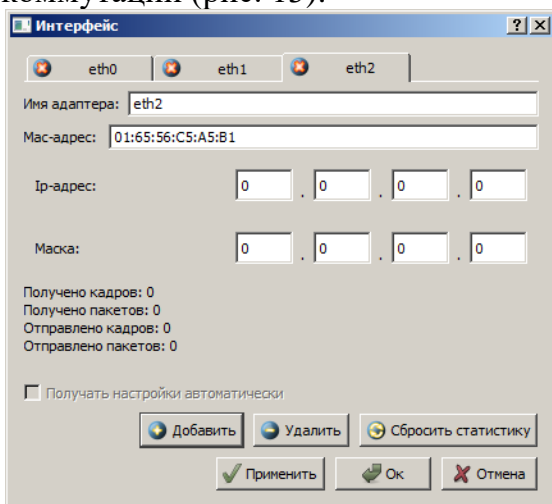 коммутации (рис. 13).
Интерфейс
eth0 eth1 eth2
Имя адаптера: eth2
Mac-адрес: 01:65:56:C5:A5:B1
Ip-адрес: 0 . 0 . 0 . 0
Маска: 0 . 0 . 0 . 0
Получено кадров: 0
Получено пакетов: 0
Отправлено кадров: 0
Отправлено пакетов: 0
Получать настройки автоматически
Добавить Удалить Сбросить статистику
Применить Ок Отмена